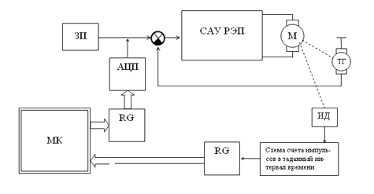 ЗП
САУ РЭП
М
ТГ
АЦП
RG
МК
ИД
RG
Схема счета импуль-
сов в заданный ин-
тервал времени